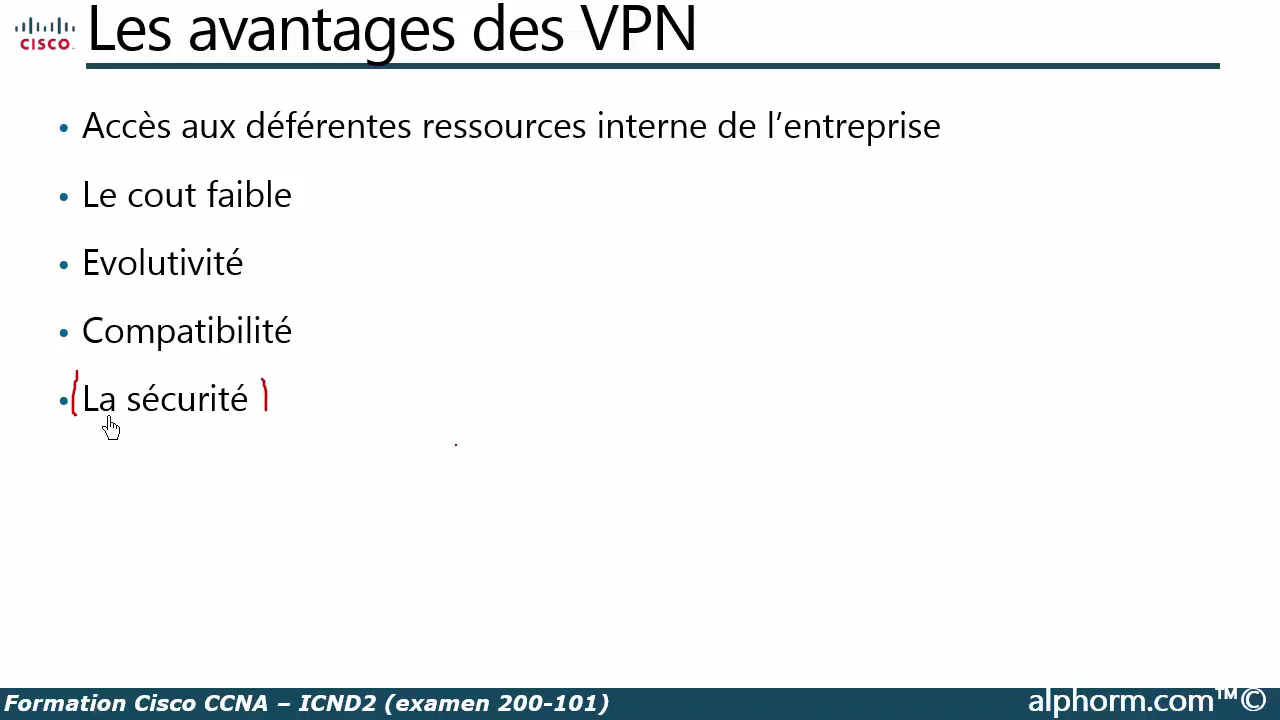 CISCO
Les avantages des VPN
• Accès aux déférentes ressources interne de l’entreprise
• Le cout faible
• Evolutivité
• Compatibilité
• La sécurité
Formation Cisco CCNA – ICND2 (examen 200-101)
alphorm.com™©